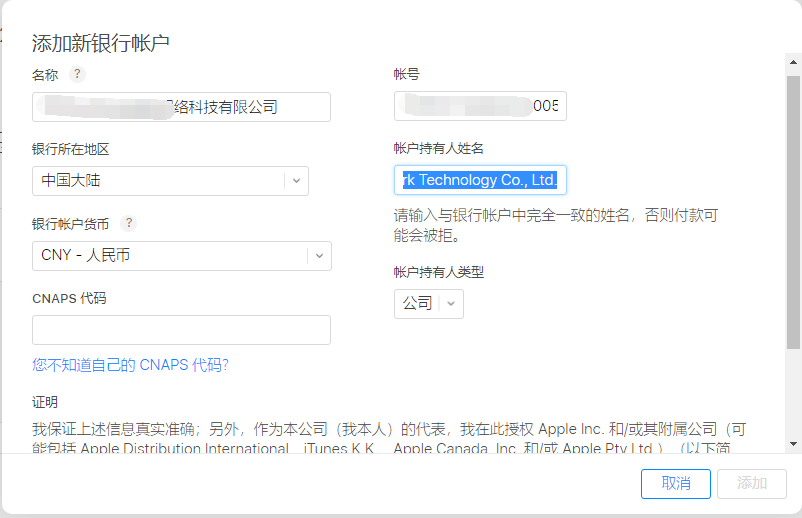 添加新银行帐户
名称 ?
络科技有限公司
帐号
005
银行所在地区
中国大陆
帐户持有人姓名
rk Technology Co., Ltd.
请输入与银行帐户中完全一致的姓名，否则付款可
能会被拒。
银行帐户货币 ?
CNY - 人民币
帐户持有人类型
公司
CNAPS 代码
您不知道自己的 CNAPS 代码？
证明
我保证上述信息真实准确；另外，作为本公司（我本人）的代表，我在此授权 Apple Inc. 和/或其附属公司（可
能包括 Apple Distribution International、iTunes K.K.、Apple Canada, Inc. 和/或 Apple Pty Ltd.）（以下简
取消
添加